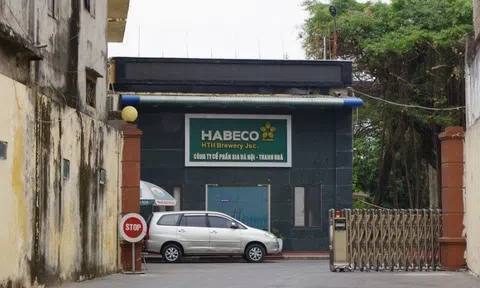 HABECO
HTH Brewery Jsc.
CÔNG TY CỔ PHẦN BIA HÀ NỘI - THANH HOÁ
STOP